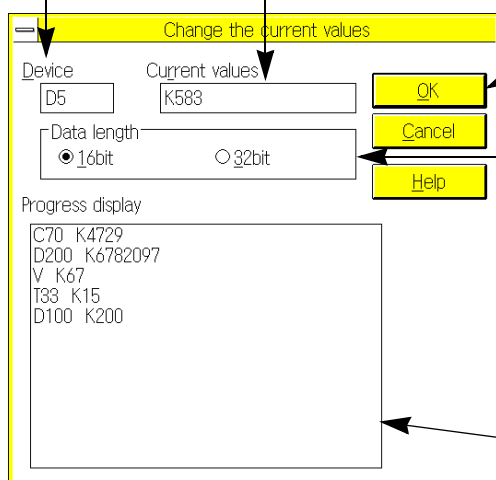 Change the current values
Device
Current values
D5
K583
OK
Data length
Cancel
16bit
32bit
Help
Progress display
C70 K4729
D200 K6782097
V K67
T33 K15
D100 K200